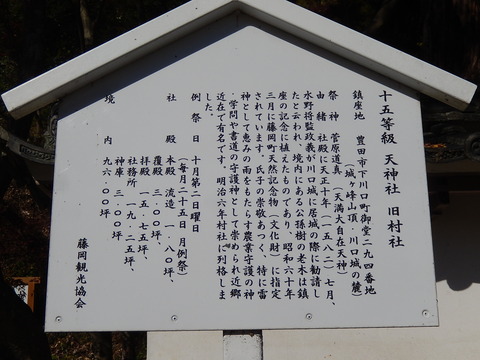 十五等級 天神社 旧村社
鎮座地 豊田市下川口町御堂二九四番地
(城ヶ峰山頂・川口城の麓)
祭神 菅原道真(天満大自在天神)
由緒 社殿に天正十年(一五八二)七月、
水野将監政義が川口城に居城の際に勧請し
たと云われ、境内にある公孫樹の老木は鎮
座の記念に植えたものであり、昭和六十年
三月に藤岡町天然記念物(文化財)に指定
されています。氏子の崇敬あつく、特に雷
神として恵みの雨をもたらす農業守護の神
・学問や書道の守護神として崇められ近郷
近在で有名です。明治六年村社に列格しま
した。
例祭日 十月第二日曜日
(毎月二十五日 月例祭)
社殿 本殿 流造 一・八〇坪、
覆殿 三・〇〇坪、
拝殿 一五・七五坪、
社務所 一九・二五坪、
神庫 三・〇〇坪
境内 九六・〇〇坪
藤岡観光協会